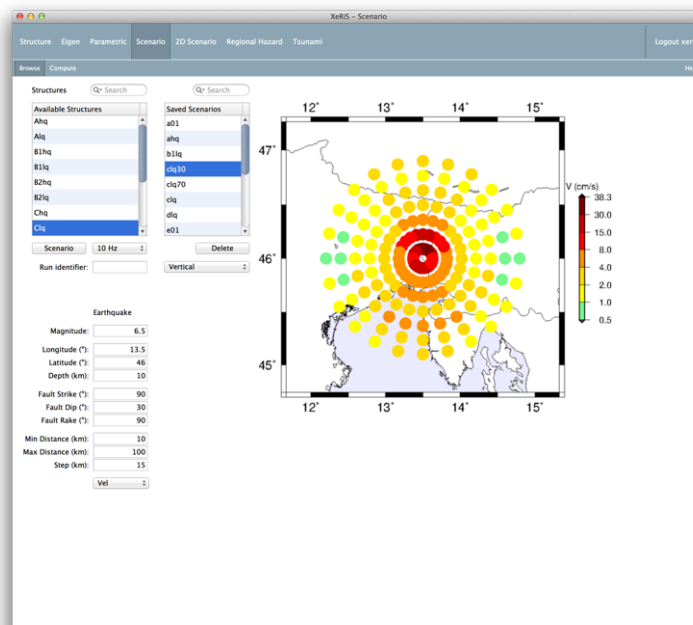 XeRiS – Scenario
Structure Eigen Parametric Scenario 2D Scenario Regional Hazard Tsunami Logout xer
Browse Compute He
Structures Search Search
Available Structures Saved Scenarios
Ahq
Alq
B1hq
B1lq
B2hq
B2lq
Chq
Clq
a01
ahq
b1lq
clq30
clq70
clq
dlq
e01
Scenario 10 Hz Delete
Run identifier: Vertical
Earthquake
Magnitude: 6.5
Longitude (°): 13.5
Latitude (°): 46
Depth (km): 10
Fault Strike (°): 90
Fault Dip (°): 30
Fault Rake (°): 90
Min Distance (km): 10
Max Distance (km): 100
Step (km): 15
Vel
12° 13° 14° 15°
47°
46°
45°
12° 13° 14° 15°
V (cm/s)
38.3
30.0
15.0
8.0
4.0
2.0
1.0
0.5